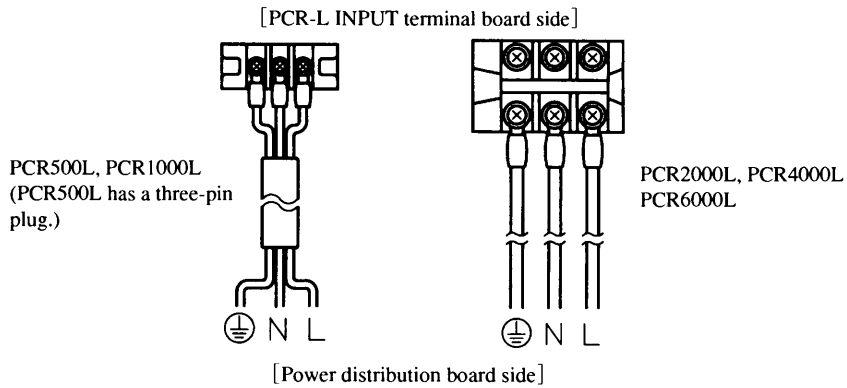 [PCR-L INPUT terminal board side]
PCR500L, PCR1000L
(PCR500L has a three-pin
plug.)
PCR2000L, PCR4000L
PCR6000L
N L
N L
[Power distribution board side]